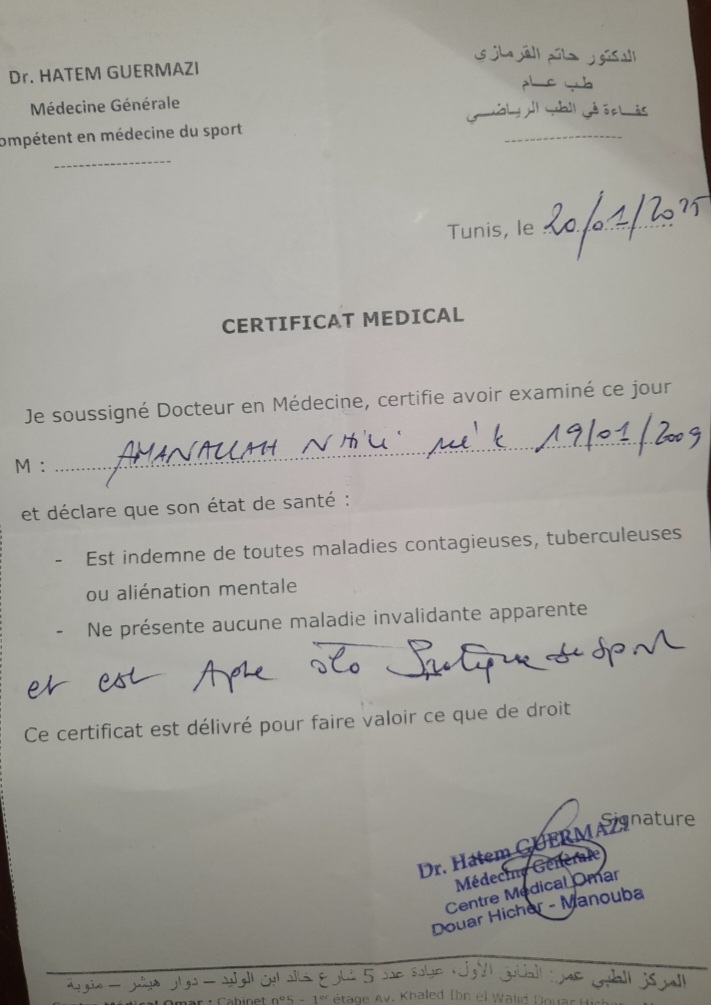 Dr. HATEM GUERMAZI
Médecine Générale
ompétent en médecine du sport
الدكتور حاتم القرمازي
طب عام
كفاءة في الطب الرياضي
Tunis, le 20/01/2025
CERTIFICAT MEDICAL
Je soussigné Docteur en Médecine, certifie avoir examiné ce jour
M : AMANALLAH NHILI né le 19/01/2009
et déclare que son état de santé :
- Est indemne de toutes maladies contagieuses, tuberculeuses
ou aliénation mentale
- Ne présente aucune maladie invalidante apparente
et est Apte à la Pratique du sport
Ce certificat est délivré pour faire valoir ce que de droit
Signature
Dr. Hatem GUERMAZI
Médecine Générale
Centre Médical Omar
Douar Hicher - Manouba
المركز الطبي عمر: الطابق الأول، عيادة عدد 5 شارع خالد ابن الوليد – دوار هيشر – منوبة
Médical Omar : Cabinet n°5 - 1er étage Av. Khaled Ibn el Walid Douar